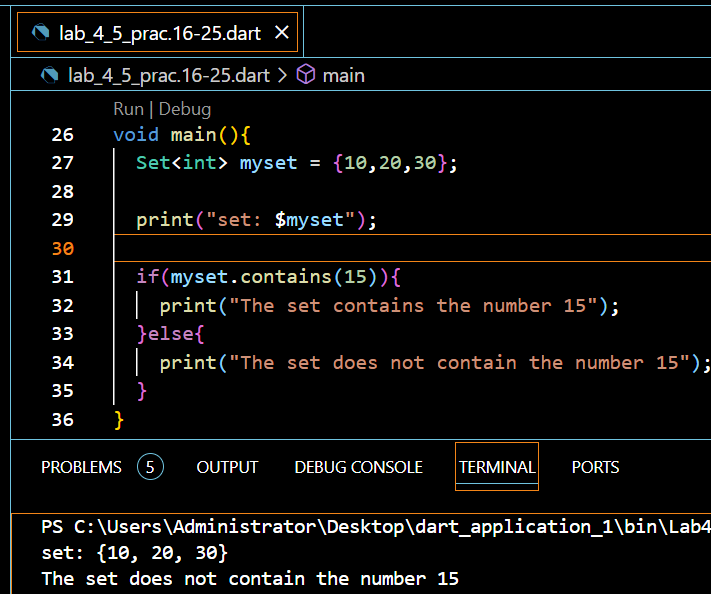 lab_4_5_prac.16-25.dart ×
lab_4_5_prac.16-25.dart > main
Run | Debug
26 void main(){
27   Set<int> myset = {10,20,30};
28
29   print("set: $myset");
30
31   if(myset.contains(15)){
32     print("The set contains the number 15");
33   }else{
34     print("The set does not contain the number 15");
35   }
36 }
PROBLEMS 5 OUTPUT DEBUG CONSOLE TERMINAL PORTS
PS C:\Users\Administrator\Desktop\dart_application_1\bin\Lab4
set: {10, 20, 30}
The set does not contain the number 15